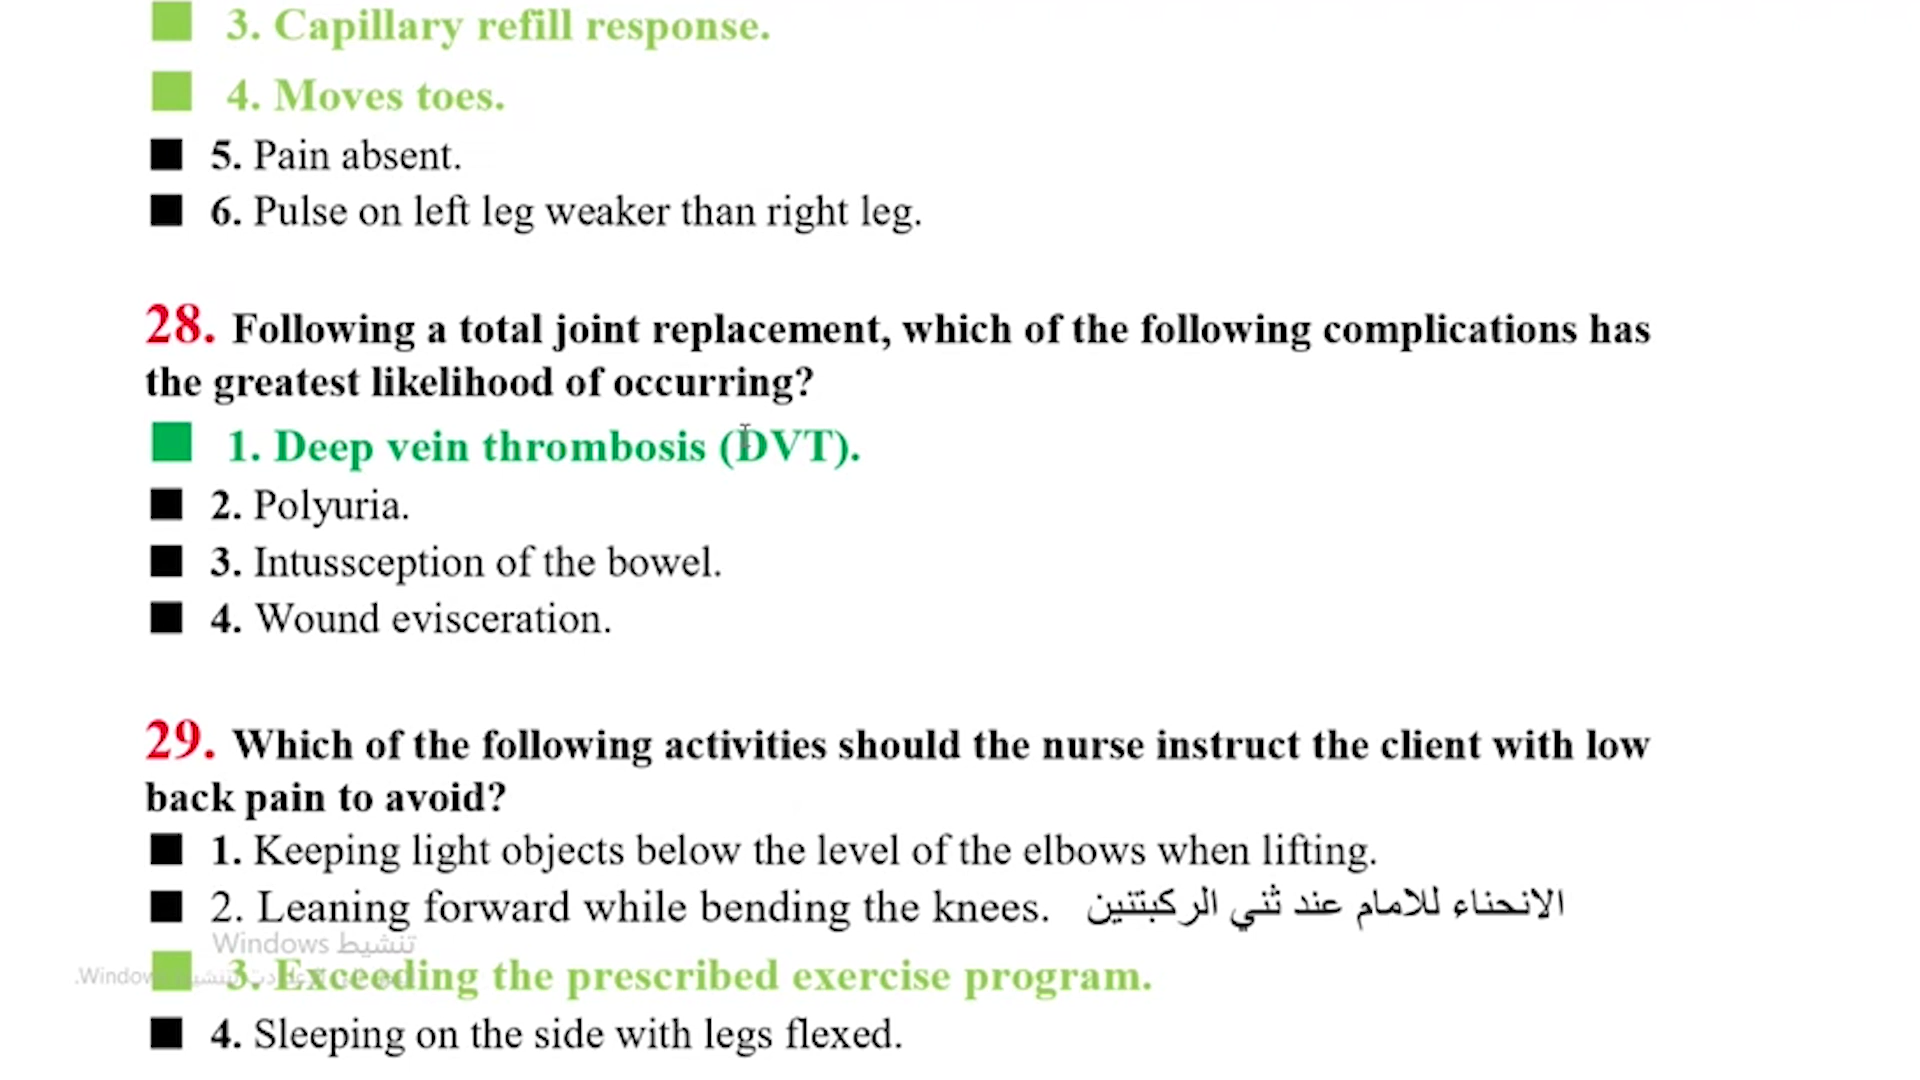 3. Capillary refill response.
4. Moves toes.
5. Pain absent.
6. Pulse on left leg weaker than right leg.
28. Following a total joint replacement, which of the following complications has
the greatest likelihood of occurring?
1. Deep vein thrombosis (DVT).
2. Polyuria.
3. Intussception of the bowel.
4. Wound evisceration.
29. Which of the following activities should the nurse instruct the client with low
back pain to avoid?
1. Keeping light objects below the level of the elbows when lifting.
2. Leaning forward while bending the knees. الانحناء للامام عند ثني الركبتتين
تنشيط Windows
3. Exceeding the prescribed exercise program.
4. Sleeping on the side with legs flexed.